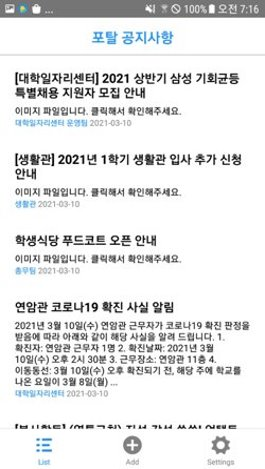 100% 오전 7:16
포탈 공지사항
[대학일자리센터] 2021 상반기 삼성 기회균등
특별채용 지원자 모집 안내
이미지 파일입니다. 클릭해서 확인해주세요.
대학일자리센터 운영팀 2021-03-10
[생활관] 2021년 1학기 생활관 입사 추가 신청
안내
이미지 파일입니다. 클릭해서 확인해주세요.
생활관 2021-03-10
학생식당 푸드코트 오픈 안내
이미지 파일입니다. 클릭해서 확인해주세요.
총무팀 2021-03-10
연암관 코로나19 확진 사실 알림
2021년 3월 10일(수) 연암관 근무자가 코로나19 확진 판정을
받음에 따라 아래와 같이 해당 사실을 알려 드립니다. 1.
확진자: 연암관 근무자 1명 2. 확진날짜: 2021년 3월
10일(수) 오후 2시 30분 3. 근무장소: 연암관 11층 4.
이동동선: 3월 10일(수) 오후 확진되기 전, 해당 주에 학교를
나온 요일이 3월 8일(월) ...
대학일자리센터 2021-03-10
List
Add
Settings